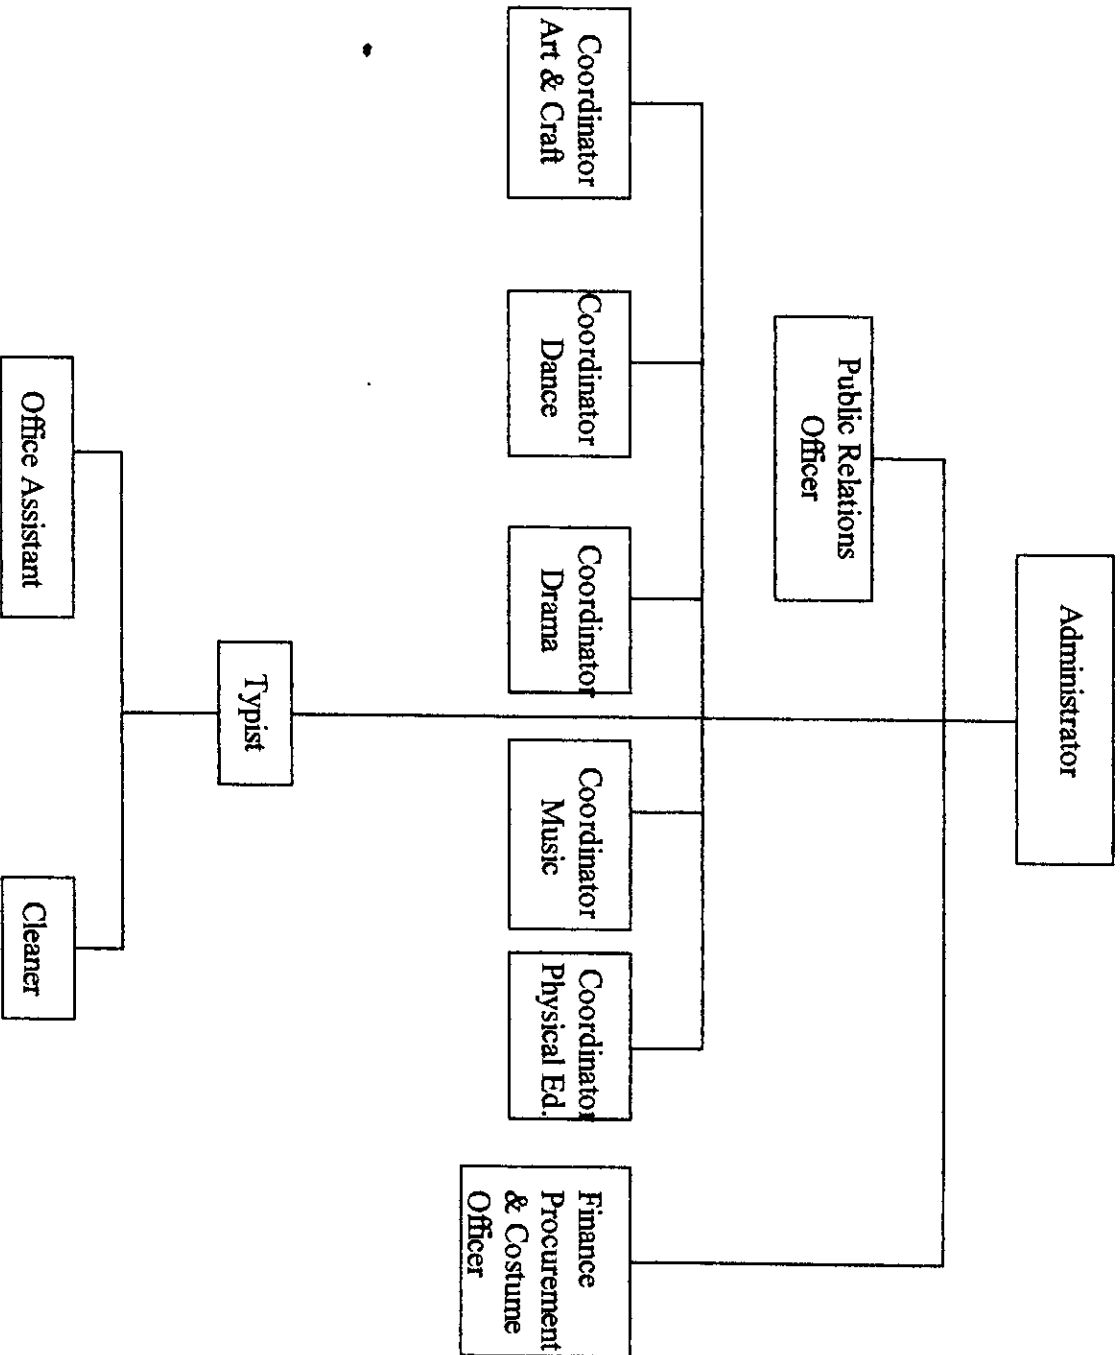 Administrator
Public Relations
Officer
Coordinator
Art & Craft
Coordinator
Dance
Coordinator
Drama
Coordinator
Music
Coordinator
Physical Ed.
Finance
Procurement
& Costume
Officer
Typist
Office Assistant
Cleaner